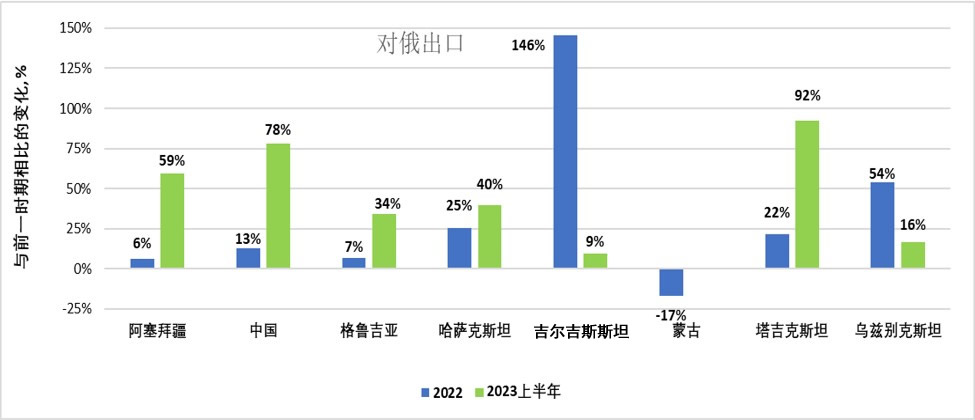 对俄出口
与前一时期相比的变化, %
150%
125%
100%
75%
50%
25%
0%
-25%
6%
59%
13%
78%
7%
34%
25%
40%
146%
9%
-17%
22%
92%
54%
16%
阿塞拜疆
中国
格鲁吉亚
哈萨克斯坦
吉尔吉斯斯坦
蒙古
塔吉克斯坦
乌兹别克斯坦
2022
2023上半年